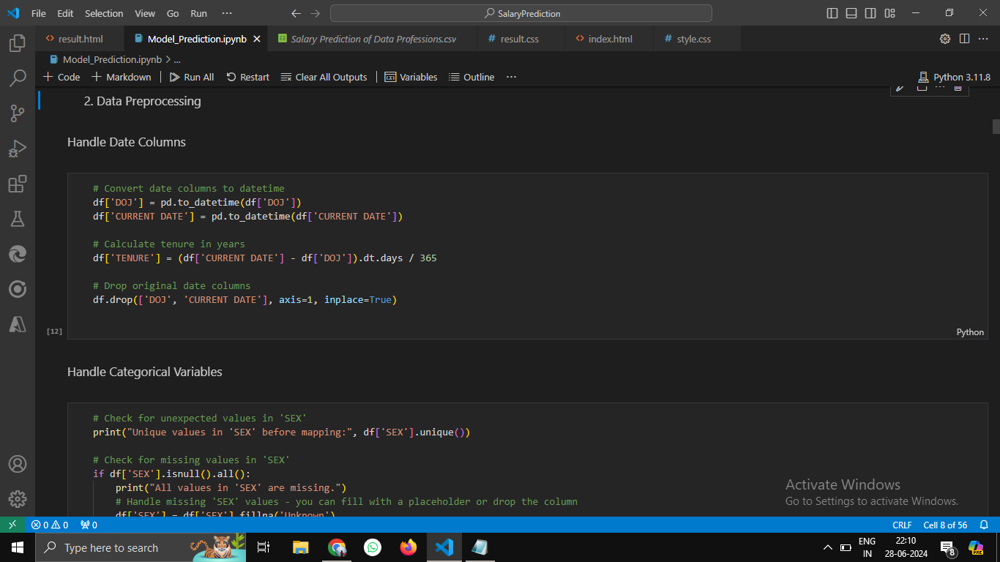 File Edit Selection View Go Run ··· SalaryPrediction
result.html Model_Prediction.ipynb Salary Prediction of Data Professions.csv result.css index.html style.css
Model_Prediction.ipynb > ...
+ Code + Markdown Run All Restart Clear All Outputs Variables Outline ··· Python 3.11.8
2. Data Preprocessing
Handle Date Columns
# Convert date columns to datetime
df['DOJ'] = pd.to_datetime(df['DOJ'])
df['CURRENT DATE'] = pd.to_datetime(df['CURRENT DATE'])
# Calculate tenure in years
df['TENURE'] = (df['CURRENT DATE'] - df['DOJ']).dt.days / 365
# Drop original date columns
df.drop(['DOJ', 'CURRENT DATE'], axis=1, inplace=True)
[12] Python
Handle Categorical Variables
# Check for unexpected values in 'SEX'
print("Unique values in 'SEX' before mapping:", df['SEX'].unique())
# Check for missing values in 'SEX'
if df['SEX'].isnull().all():
print("All values in 'SEX' are missing.")
# Handle missing 'SEX' values - you can fill with a placeholder or drop the column
df['SEX'] = df['SEX'].fillna('Unknown')
Activate Windows
Go to Settings to activate Windows.
0 0 0 CRLF Cell 8 of 56
Type here to search ENG IN 22:10 28-06-2024 8 PRE